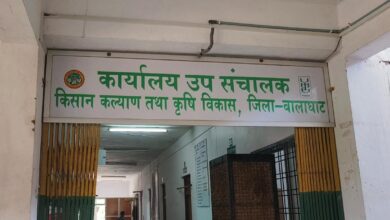 कार्यालय उप संचालक
किसान कल्याण तथा कृषि विकास, जिला-बालाघाट